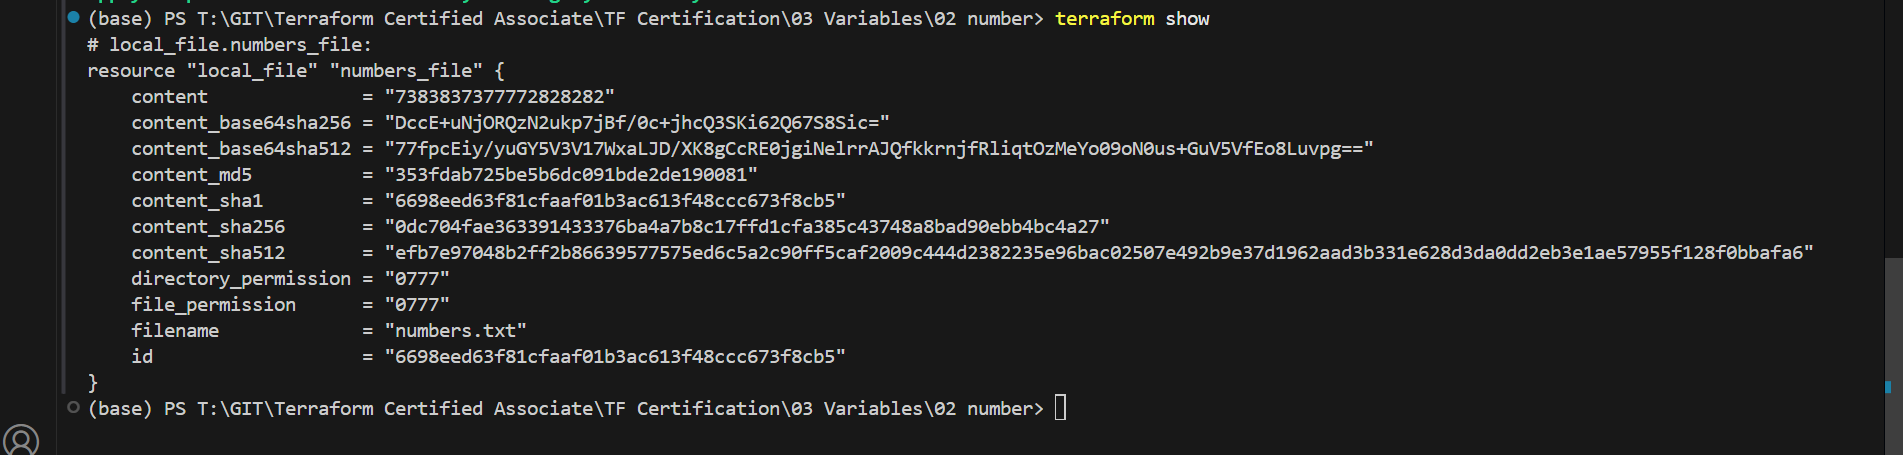 (base) PS T:\GIT\Terraform Certified Associate\TF Certification\03 Variables\02 number> terraform show
# local_file.numbers_file:
resource "local_file" "numbers_file" {
    content              = "7383837377772828282"
    content_base64sha256 = "DccE+uNjORQzN2ukp7jBf/0c+jhcQ3SKi62Q67S8Sic="
    content_base64sha512 = "77fpcEiy/yuGY5V3V17WxaLJD/XK8gCcRE0jgiNelrrAJQfkkrnjfRliqtOzMeYo09oN0us+GuV5VfEo8Luvpg=="
    content_md5          = "353fdab725be5b6dc091bde2de190081"
    content_sha1         = "6698eed63f81cfaaf01b3ac613f48ccc673f8cb5"
    content_sha256       = "0dc704fae363391433376ba4a7b8c17ffd1cfa385c43748a8bad90ebb4bc4a27"
    content_sha512       = "efb7e97048b2ff2b86639577575ed6c5a2c90ff5caf2009c444d2382235e96bac02507e492b9e37d1962aad3b331e628d3da0dd2eb3e1ae57955f128f0bbafa6"
    directory_permission = "0777"
    file_permission      = "0777"
    filename             = "numbers.txt"
    id                   = "6698eed63f81cfaaf01b3ac613f48ccc673f8cb5"
}
(base) PS T:\GIT\Terraform Certified Associate\TF Certification\03 Variables\02 number>